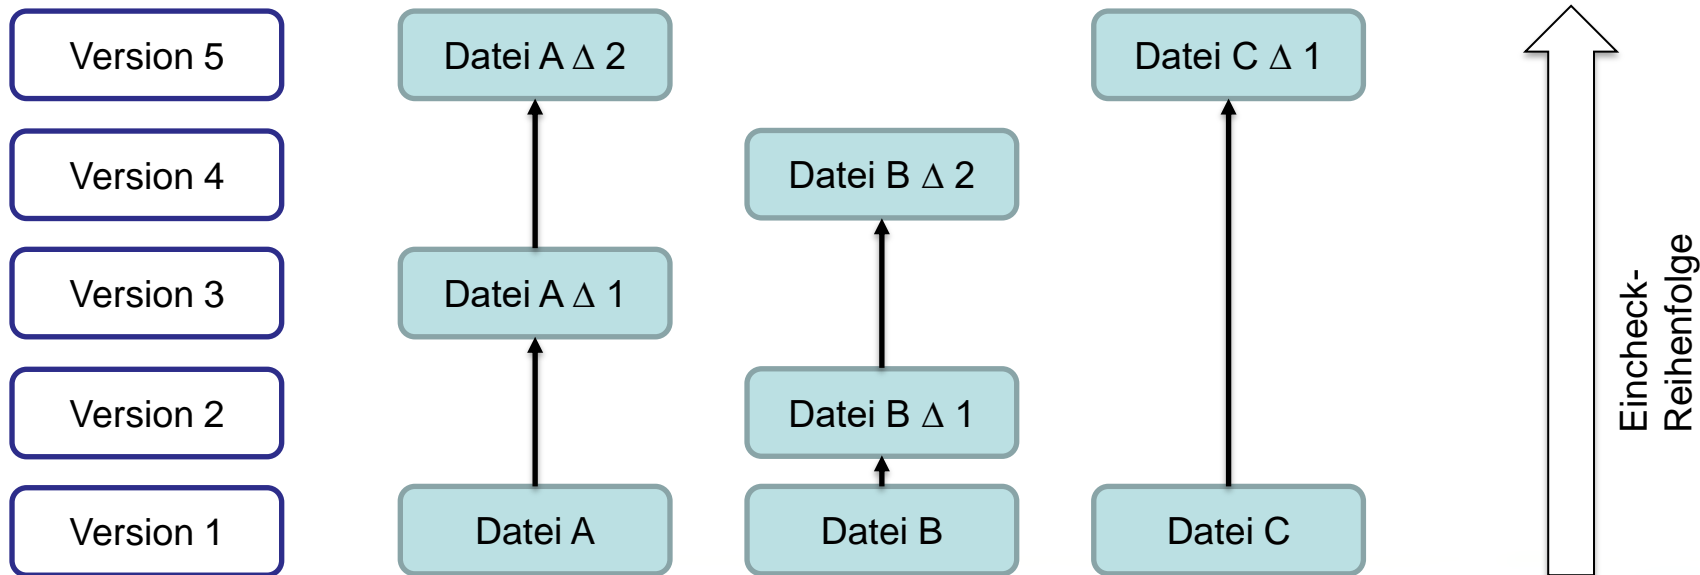 Version 5
Datei A Δ 2
Datei C Δ 1
Version 4
Datei B Δ 2
Version 3
Datei A Δ 1
Version 2
Datei B Δ 1
Version 1
Datei A
Datei B
Datei C
Eincheck-
Reihenfolge